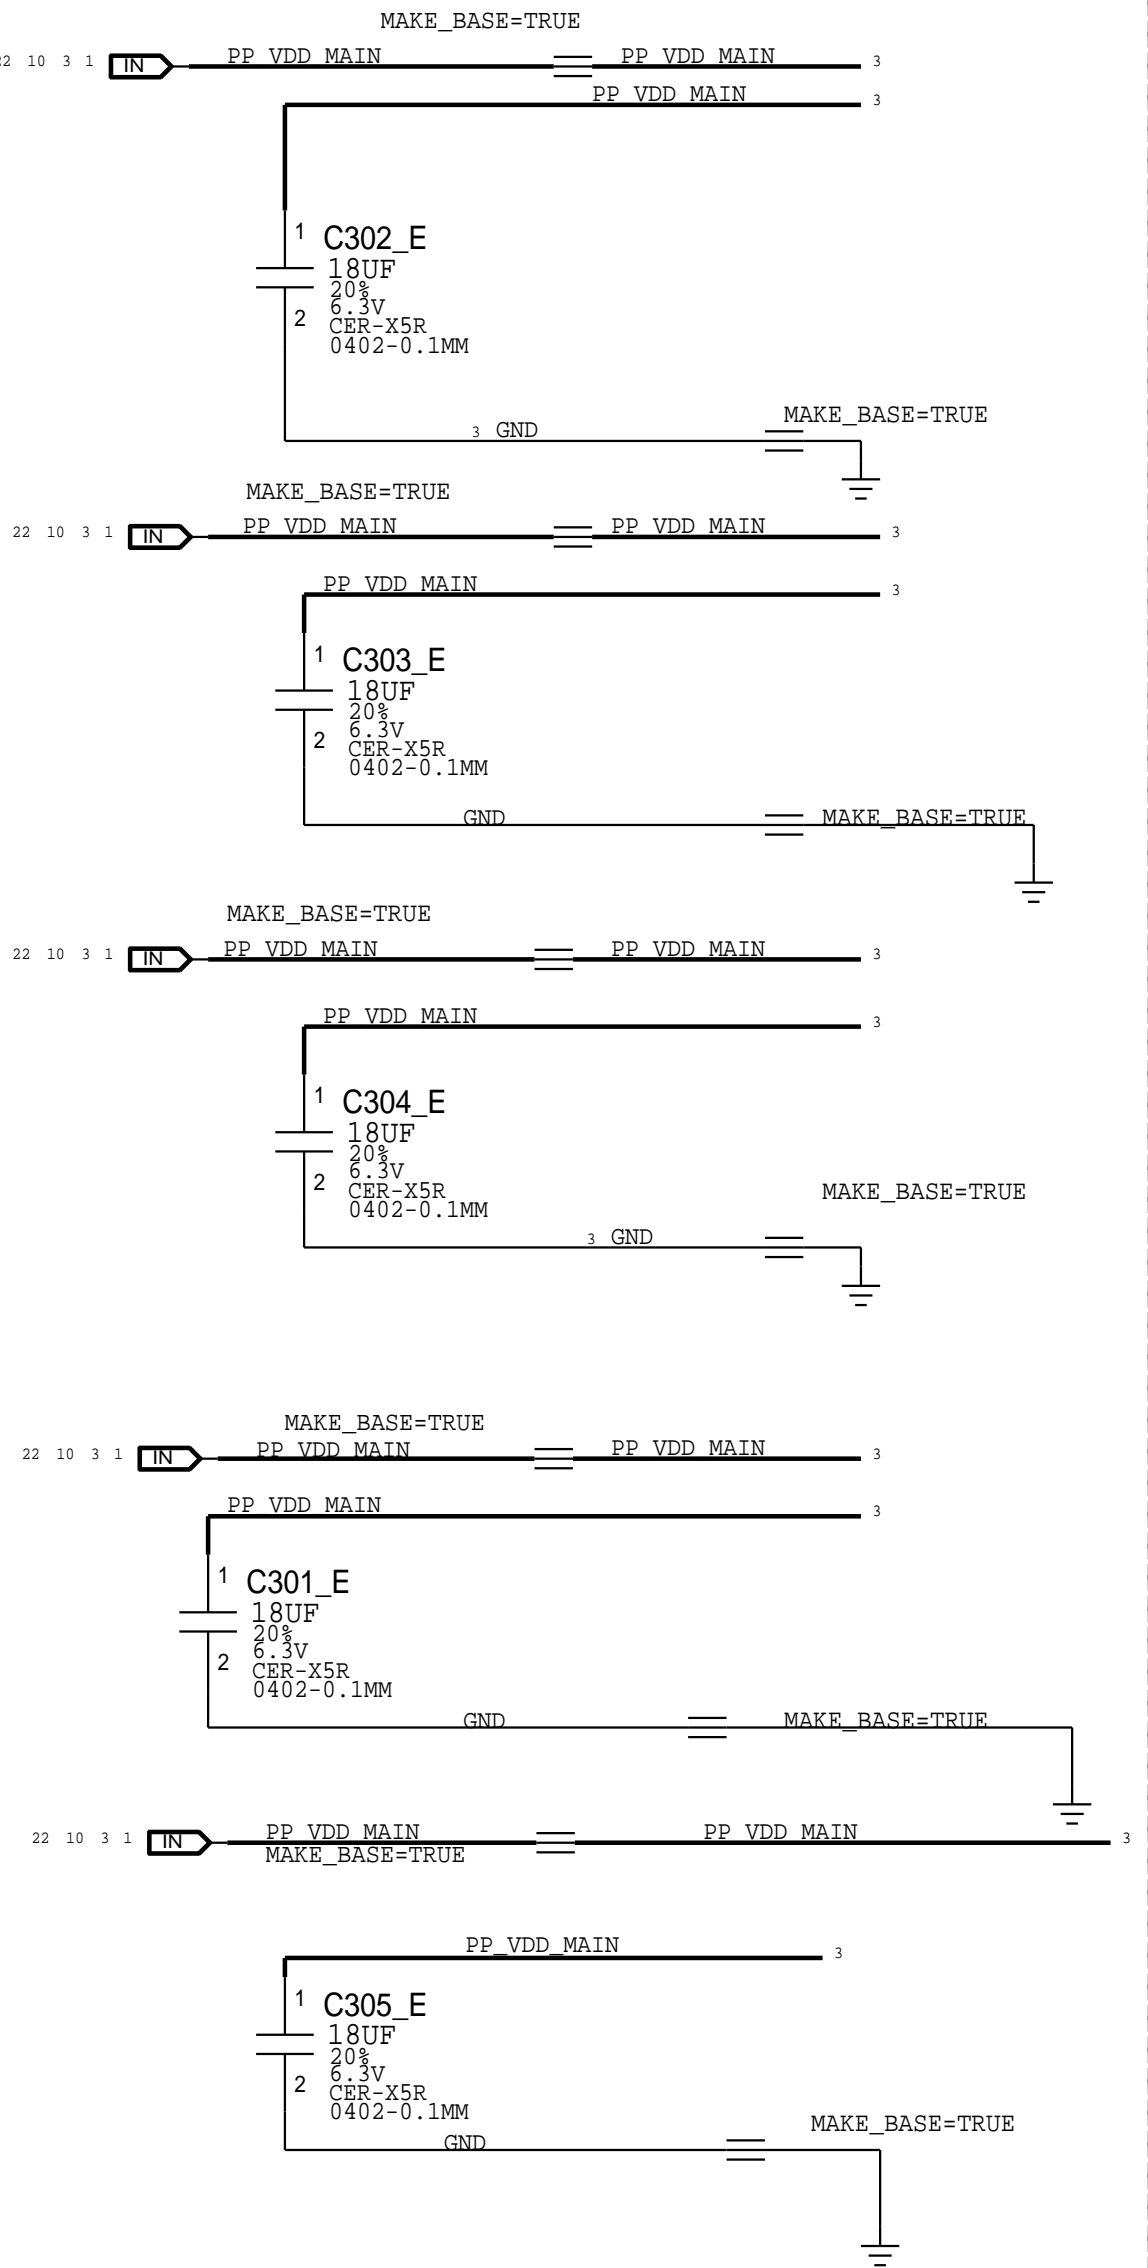 MAKE_BASE=TRUE
22 10 3 1 IN PP_VDD_MAIN PP_VDD_MAIN 3
PP_VDD_MAIN 3
1 C302_E
18UF
20%
6.3V
2 CER-X5R
0402-0.1MM
MAKE_BASE=TRUE
3 GND
MAKE_BASE=TRUE
22 10 3 1 IN PP_VDD_MAIN PP_VDD_MAIN 3
PP_VDD_MAIN 3
1 C303_E
18UF
20%
6.3V
2 CER-X5R
0402-0.1MM
GND MAKE_BASE=TRUE
MAKE_BASE=TRUE
22 10 3 1 IN PP_VDD_MAIN PP_VDD_MAIN 3
PP_VDD_MAIN 3
1 C304_E
18UF
20%
6.3V
2 CER-X5R
0402-0.1MM
MAKE_BASE=TRUE
3 GND
MAKE_BASE=TRUE
22 10 3 1 IN PP_VDD_MAIN PP_VDD_MAIN 3
PP_VDD_MAIN 3
1 C301_E
18UF
20%
6.3V
2 CER-X5R
0402-0.1MM
GND MAKE_BASE=TRUE
22 10 3 1 IN PP_VDD_MAIN PP_VDD_MAIN 3
MAKE_BASE=TRUE
PP_VDD_MAIN 3
1 C305_E
18UF
20%
6.3V
2 CER-X5R
0402-0.1MM
MAKE_BASE=TRUE
GND